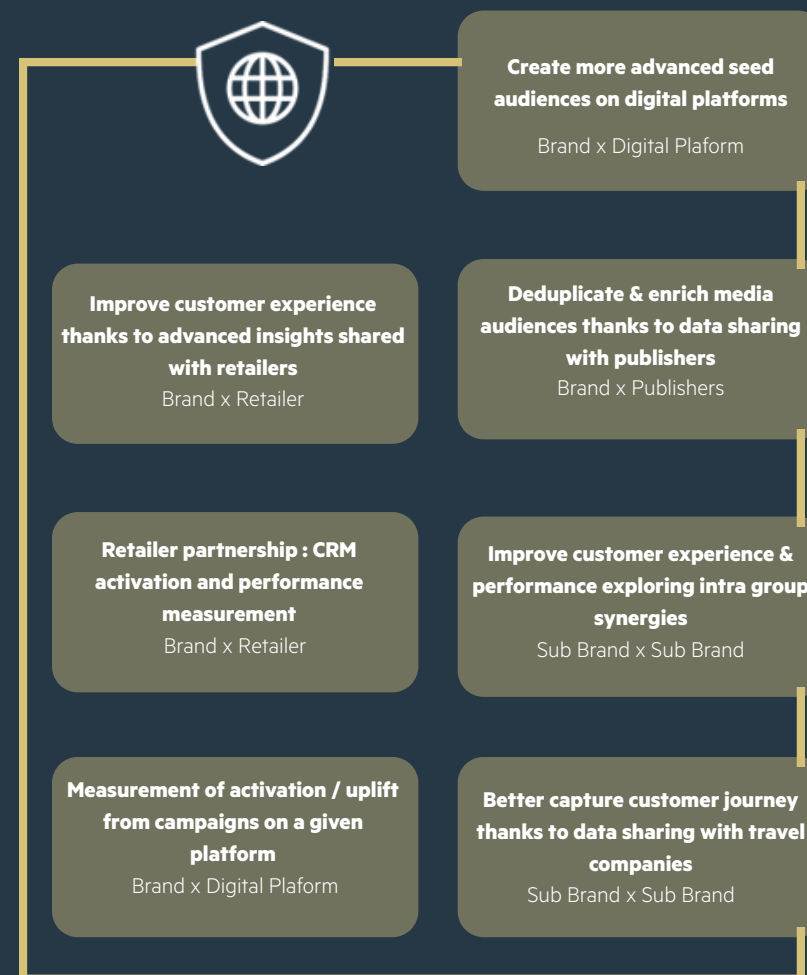 Create more advanced seed
audiences on digital platforms
Brand x Digital Plaform
Improve customer experience
thanks to advanced insights shared
with retailers
Brand x Retailer
Deduplicate & enrich media
audiences thanks to data sharing
with publishers
Brand x Publishers
Retailer partnership : CRM
activation and performance
measurement
Brand x Retailer
Improve customer experience &
performance exploring intra group
synergies
Sub Brand x Sub Brand
Measurement of activation / uplift
from campaigns on a given
platform
Brand x Digital Plaform
Better capture customer journey
thanks to data sharing with travel
companies
Sub Brand x Sub Brand